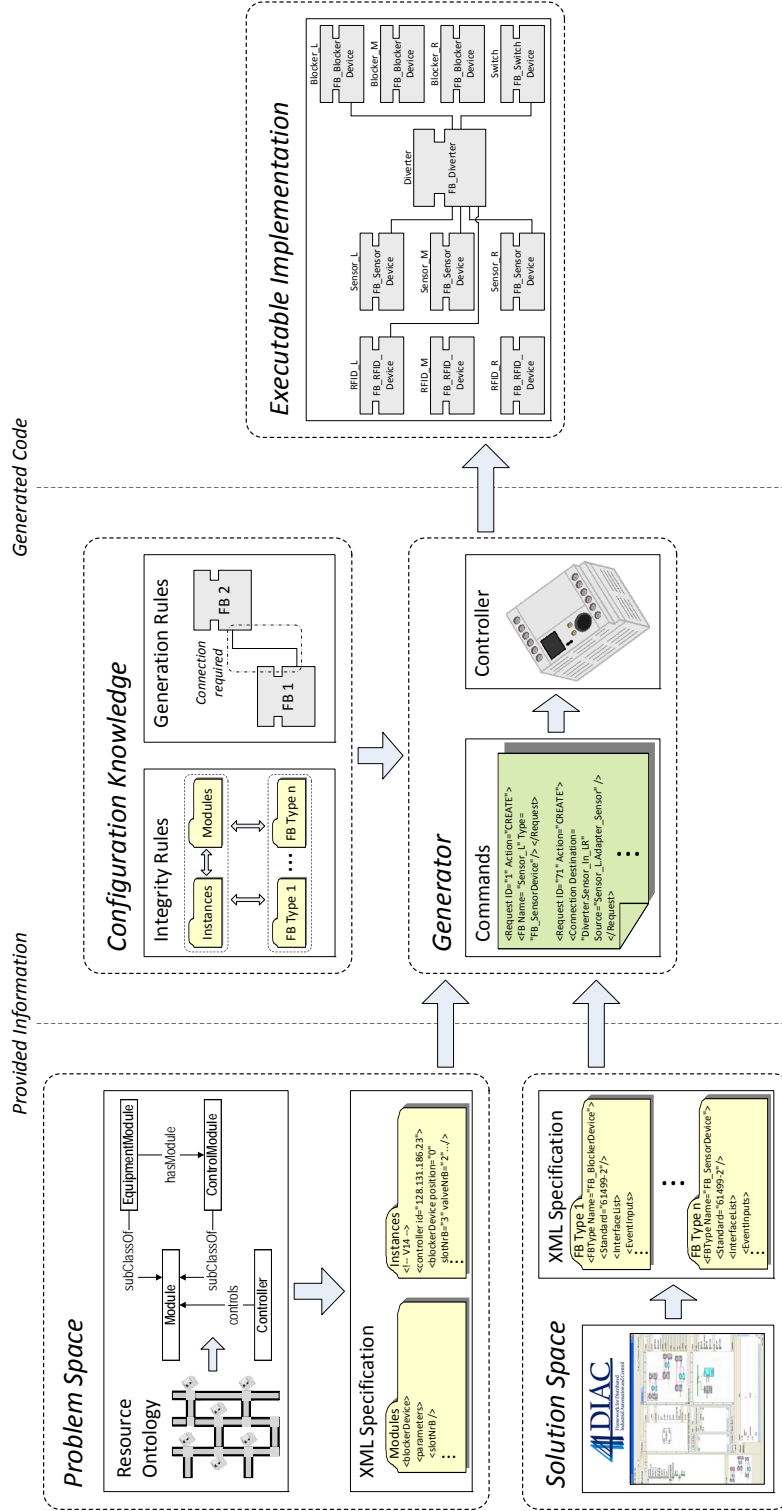 Provided Information
Generated Code
Problem Space
Resource
Ontology
EquipmentModule
subClassOf
hasModule
Module
ControlModule
subClassOf
controls
Controller
XML Specification
Modules
<blockerDevice>
<parameters>
<slotNrB />
⋮
Instances
<!-- V14 -->
<controller id="128.131.186.23">
<blockerDevice position="0"
slotNrB="3" valveNrB="2".../>
⋮
Solution Space
4DIAC
Framework for Distributed
Industrial Automation and Control
XML Specification
FB Type 1
<FBType Name="FB_BlockerDevice">
<Standard="61499-2"/>
<InterfaceList>
<EventInputs>
⋮
...
FB Type n
<FBType Name="FB_SensorDevice">
<Standard="61499-2"/>
<InterfaceList>
<EventInputs>
⋮
Configuration Knowledge
Integrity Rules
Instances
Modules
FB Type 1
...
FB Type n
Generation Rules
Connection
required
FB 1
FB 2
Generator
Commands
<Request ID="1" Action="CREATE">
<FB Name= "Sensor_L" Type=
"FB_SensorDevice"/> </Request>
<Request ID="71" Action="CREATE">
<Connection Destination=
"Diverter.Sensor_In_LR"
Source="Sensor_L.Adapter_Sensor" />
</Request>
⋮
Controller
Executable Implementation
RFID_L
FB_RFID_
Device
RFID_M
FB_RFID_
Device
RFID_R
FB_RFID_
Device
Sensor_L
FB_Sensor
Device
Sensor_M
FB_Sensor
Device
Sensor_R
FB_Sensor
Device
Diverter
FB_Diverter
Blocker_L
FB_Blocker
Device
Blocker_M
FB_Blocker
Device
Blocker_R
FB_Blocker
Device
Switch
FB_Switch
Device